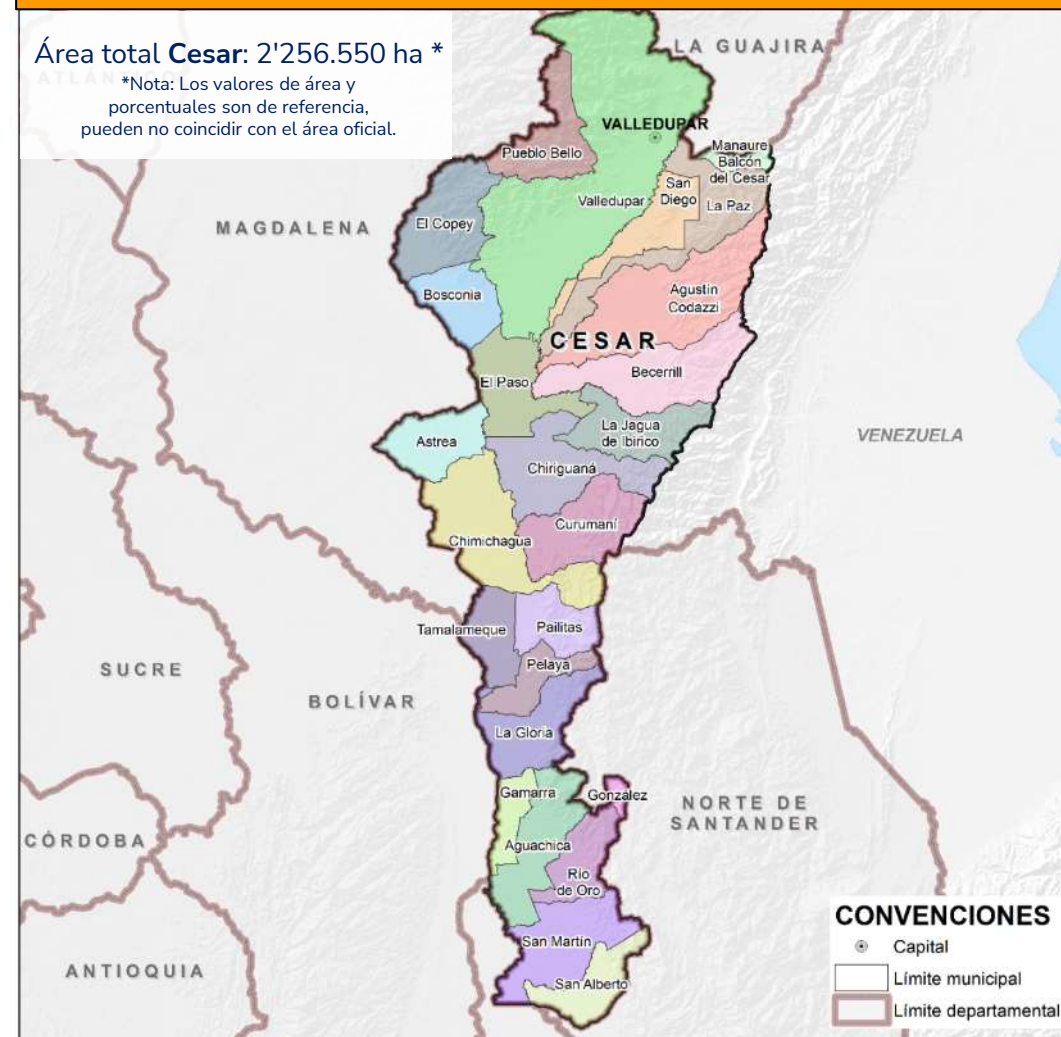 Área total Cesar: 2'256.550 ha *
*Nota: Los valores de área y
porcentuales son de referencia,
pueden no coincidir con el área oficial.
LA GUAJIRA
VALLEDUPAR
Pueblo Bello
Manaure
Balcón
del Cesar
San
Diego
Valledupar
La Paz
El Copey
MAGDALENA
Bosconia
Agustin
Codazzi
CESAR
Becerrill
El Paso
La Jagua
de Ibirico
Astrea
VENEZUELA
Chiriguaná
Curumaní
Chimichagua
Tamalameque
Pailitas
Pelaya
SUCRE
BOLÍVAR
La Gloria
Gamarra
González
NORTE DE
SANTANDER
CÓRDOBA
Aguachica
Rio
de Oro
San Martín
ANTIOQUIA
San Alberto
CONVENCIONES
Capital
Límite municipal
Límite departamental